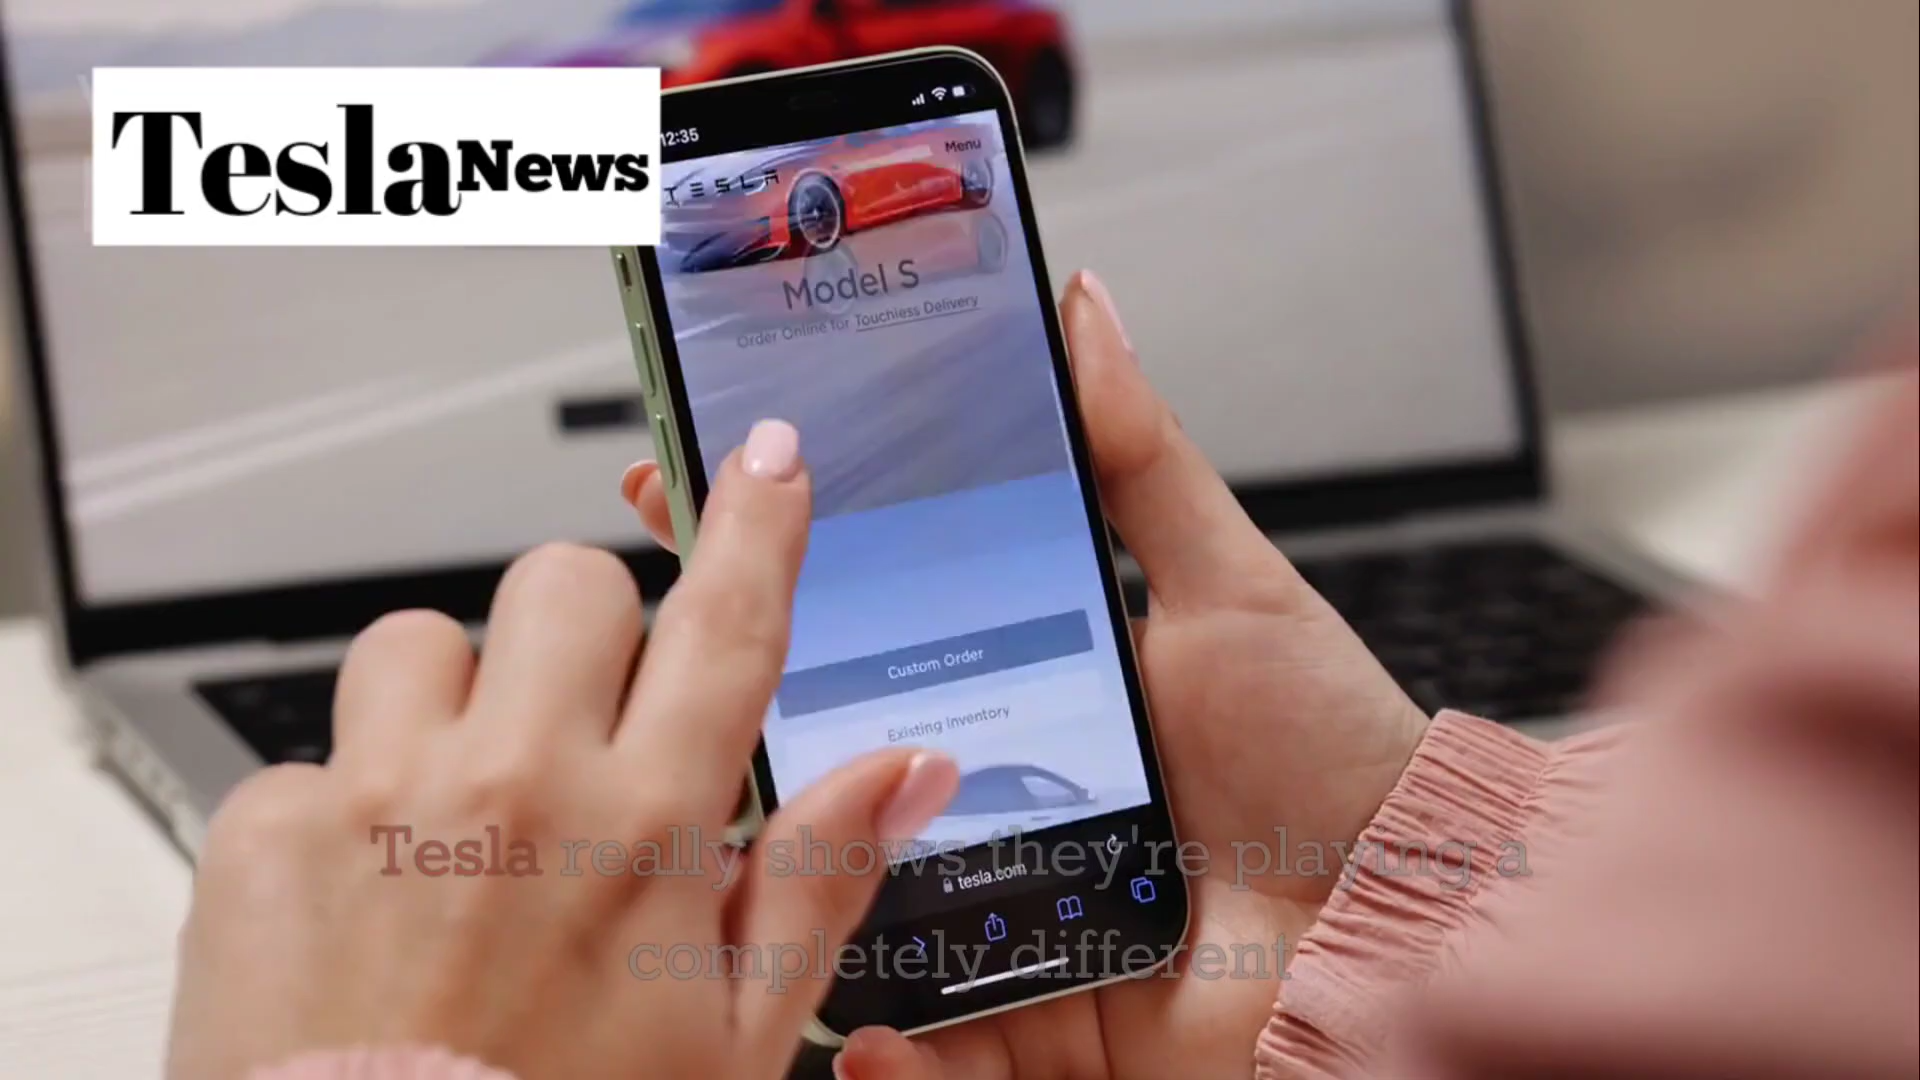 Tesla News
12:35
Menu
TESLA
Model S
Order Online for Touchless Delivery
Custom Order
Existing Inventory
Tesla really shows they're playing a
tesla.com
completely different